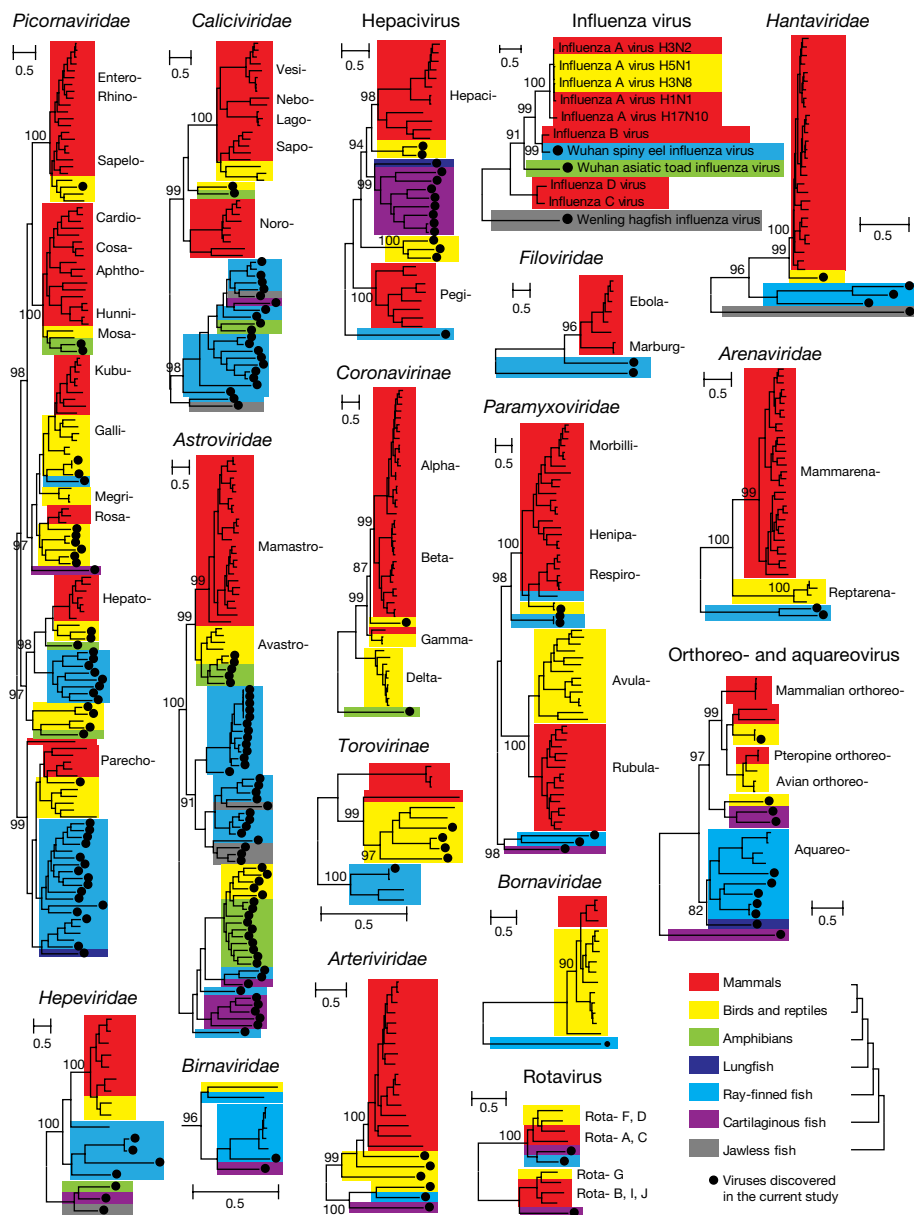 Picornaviridae
0.5
Entero-
Rhino-
100
Sapelo-
Cardio-
Cosa-
Aphtho-
Hunni-
100
Mosa-
98
Kubu-
Galli-
Megri-
Rosa-
97
Hepato-
98
97
Parecho-
99
Caliciviridae
0.5
Vesi-
Nebo-
Lago-
100
Sapo-
99
Noro-
98
Hepacivirus
0.5
98
Hepaci-
94
99
100
100
Pegi-
Influenza virus
0.5
Influenza A virus H3N2
Influenza A virus H5N1
100
Influenza A virus H3N8
Influenza A virus H1N1
99
Influenza A virus H17N10
91
Influenza B virus
99
Wuhan spiny eel influenza virus
Wuhan asiatic toad influenza virus
Influenza D virus
Influenza C virus
Wenling hagfish influenza virus
Hantaviridae
0.5
100
99
96
Filoviridae
0.5
Ebola-
96
Marburg-
Arenaviridae
0.5
Mammarena-
99
100
100
Reptarena-
Coronavirinae
0.5
Alpha-
99
Beta-
87
99
Gamma-
Delta-
Paramyxoviridae
0.5
Morbilli-
Henipa-
100
Respiro-
98
Avula-
100
Rubula-
98
Astroviridae
0.5
Mamastro-
99
99
Avastro-
100
91
Torovirinae
99
97
100
0.5
Orthoreo- and aquareovirus
Mammalian orthoreo-
99
97
Pteropine orthoreo-
Avian orthoreo-
Aquareo-
82
0.5
Bornaviridae
0.5
90
Arteriviridae
0.5
100
99
100
Hepeviridae
0.5
100
100
Birnaviridae
96
0.5
Rotavirus
0.5
Rota- F, D
100
Rota- A, C
Rota- G
Rota- B, I, J
Mammals
Birds and reptiles
Amphibians
Lungfish
Ray-finned fish
Cartilaginous fish
Jawless fish
Viruses discovered
in the current study